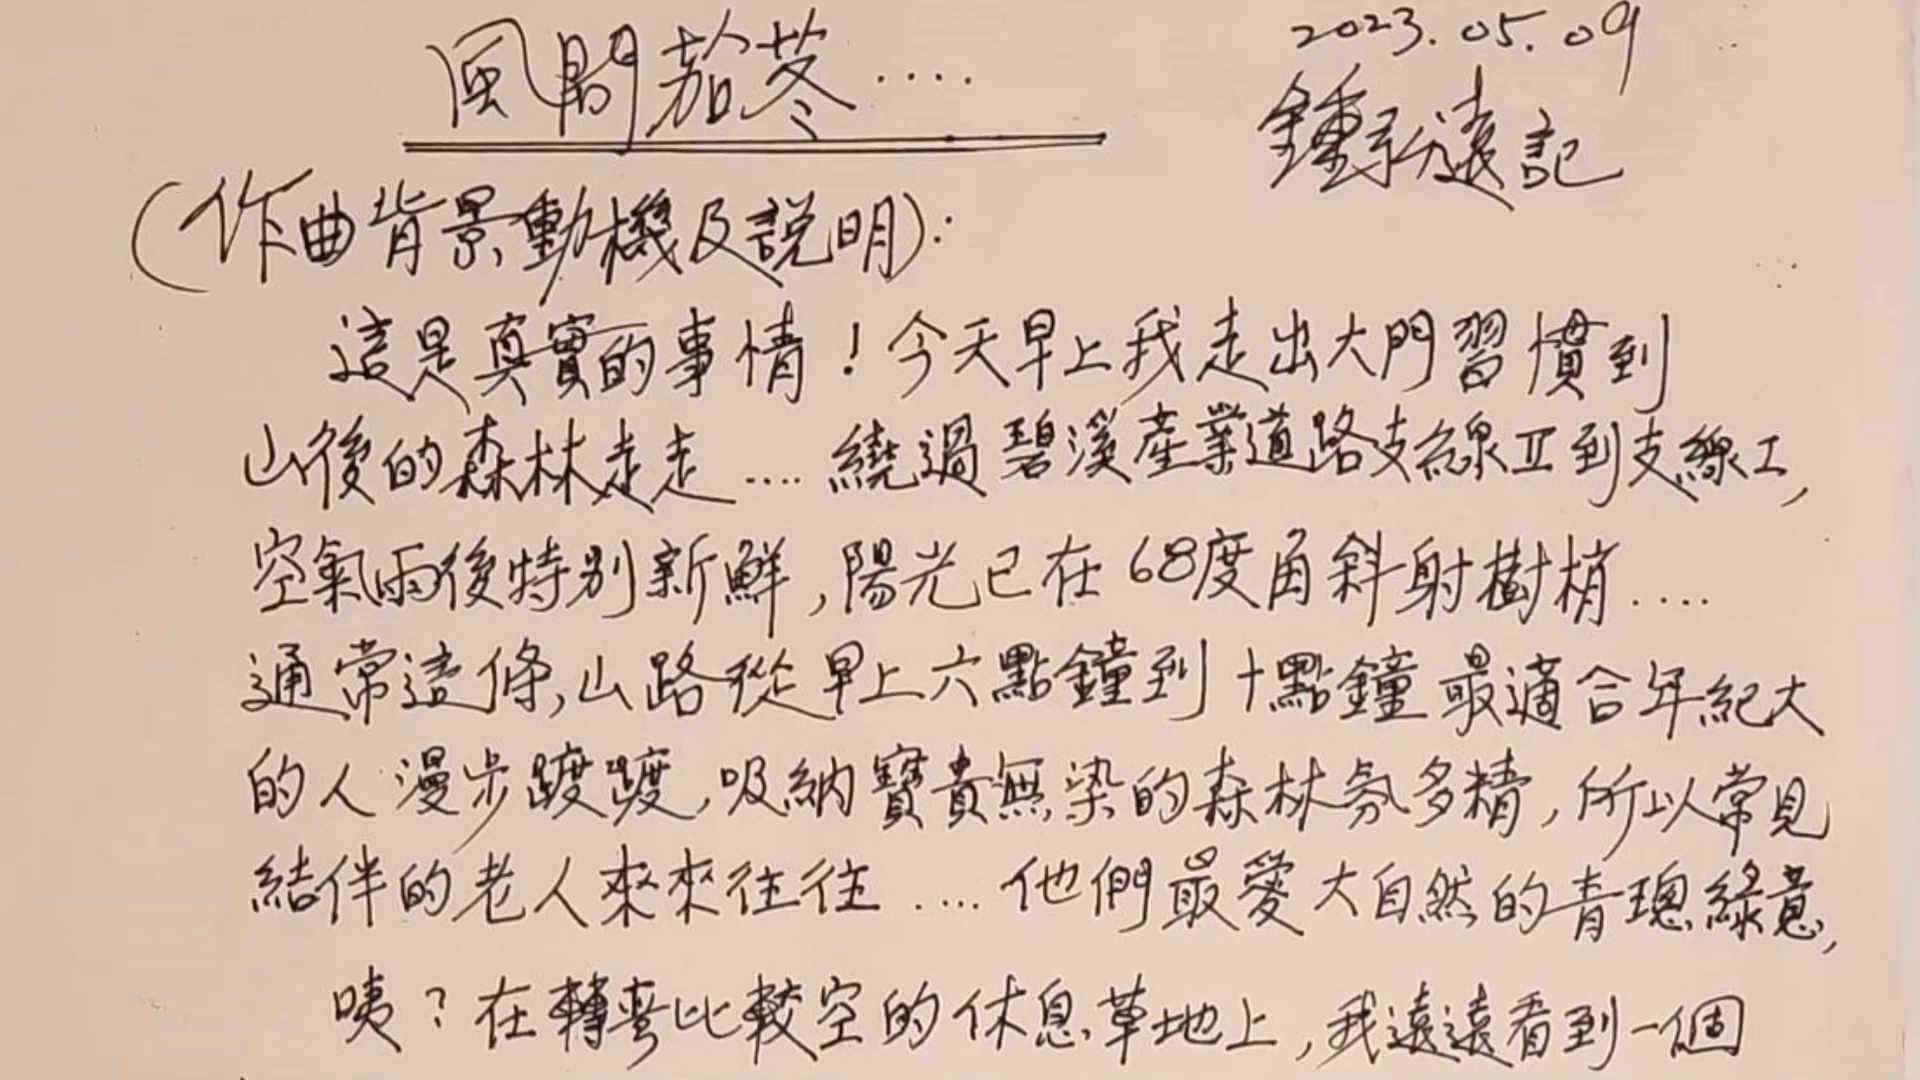 風問茄苳....
2023.05.09
鍾弘遠記
(作曲背景動機及説明):
這是真實的事情!今天早上我走出大門習慣到
山後的森林走走....繞過碧溪產業道路支線II到支線I,
空氣雨後特別新鮮,陽光已在68度角斜射樹梢....
通常這條,山路從早上六點鐘到十點鐘最適合年紀大
的人漫步踱踱,吸納寶貴無染的森林芬多精,所以常見
結伴的老人來來往往....他們最愛大自然的青璁綠意,
咦?在轉彎比較空的休息草地上,我遠遠看到一個